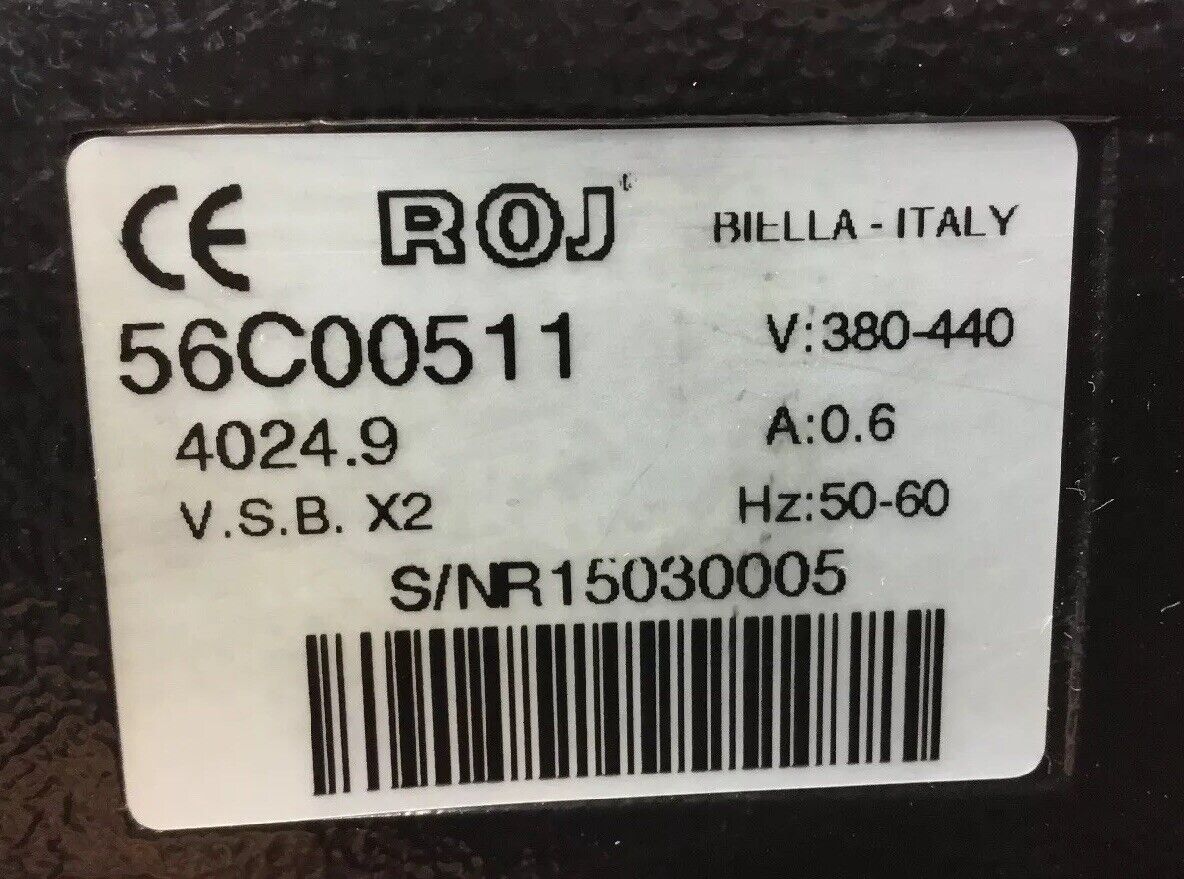 CE ROJ BIELLA - ITALY
56C00511 V:380-440
4024.9 A:0.6
V.S.B. X2 Hz:50-60
S/NR15030005